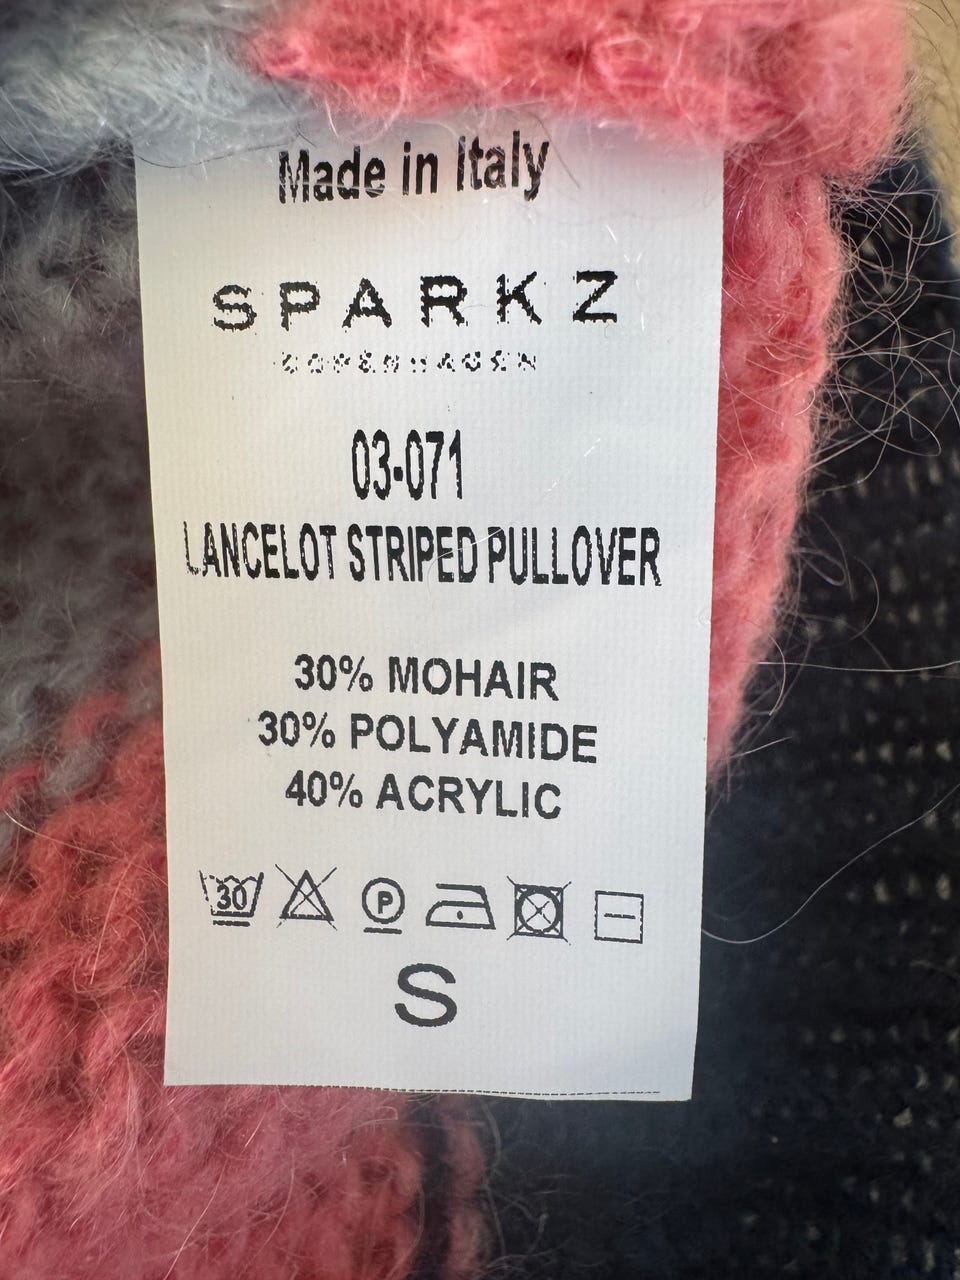 Made in Italy
SPARKZ
COPENHAGEN
03-071
LANCELOT STRIPED PULLOVER
30% MOHAIR
30% POLYAMIDE
40% ACRYLIC
30 P
S